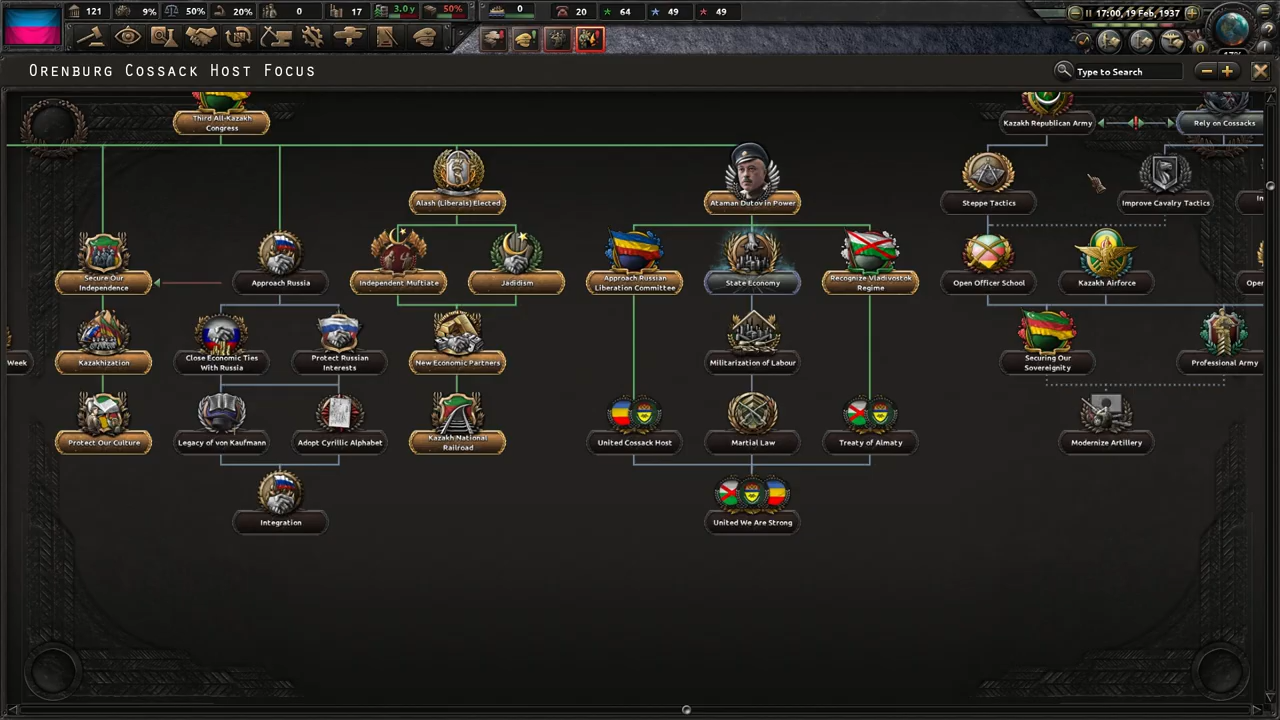 121 9% 50% 20% 0 17 3.0 y 50% 0 20 64 49 49 17:00, 19 Feb, 1937
ORENBURG COSSACK HOST FOCUS
Type to Search
Third All-Kazakh
Congress
Kazakh Republican Army
Rely on Cossacks
Alash (Liberals) Elected
Ataman Dutov in Power
Steppe Tactics
Improve Cavalry Tactics
Secure Our
Independence
Approach Russia
Independent Muftiate
Jadidism
Approach Russian
Liberation Committee
State Economy
Recognize Vladivostok
Regime
Open Officer School
Kazakh Airforce
Week
Kazakhization
Close Economic Ties
With Russia
Protect Russian
Interests
New Economic Partners
Militarization of Labour
Securing Our
Sovereignity
Professional Army
Protect Our Culture
Legacy of von Kaufmann
Adopt Cyrillic Alphabet
Kazakh National
Railroad
United Cossack Host
Martial Law
Treaty of Almaty
Modernize Artillery
Integration
United We Are Strong